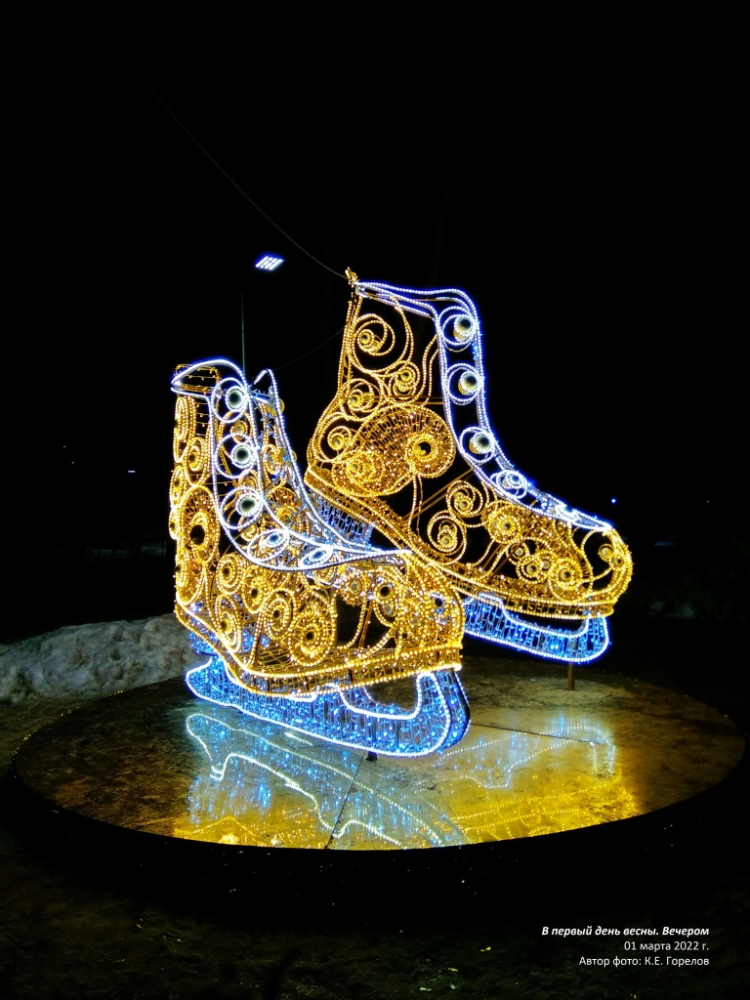 В первый день весны. Вечером
01 марта 2022 г.
Автор фото: К.Е. Горелов